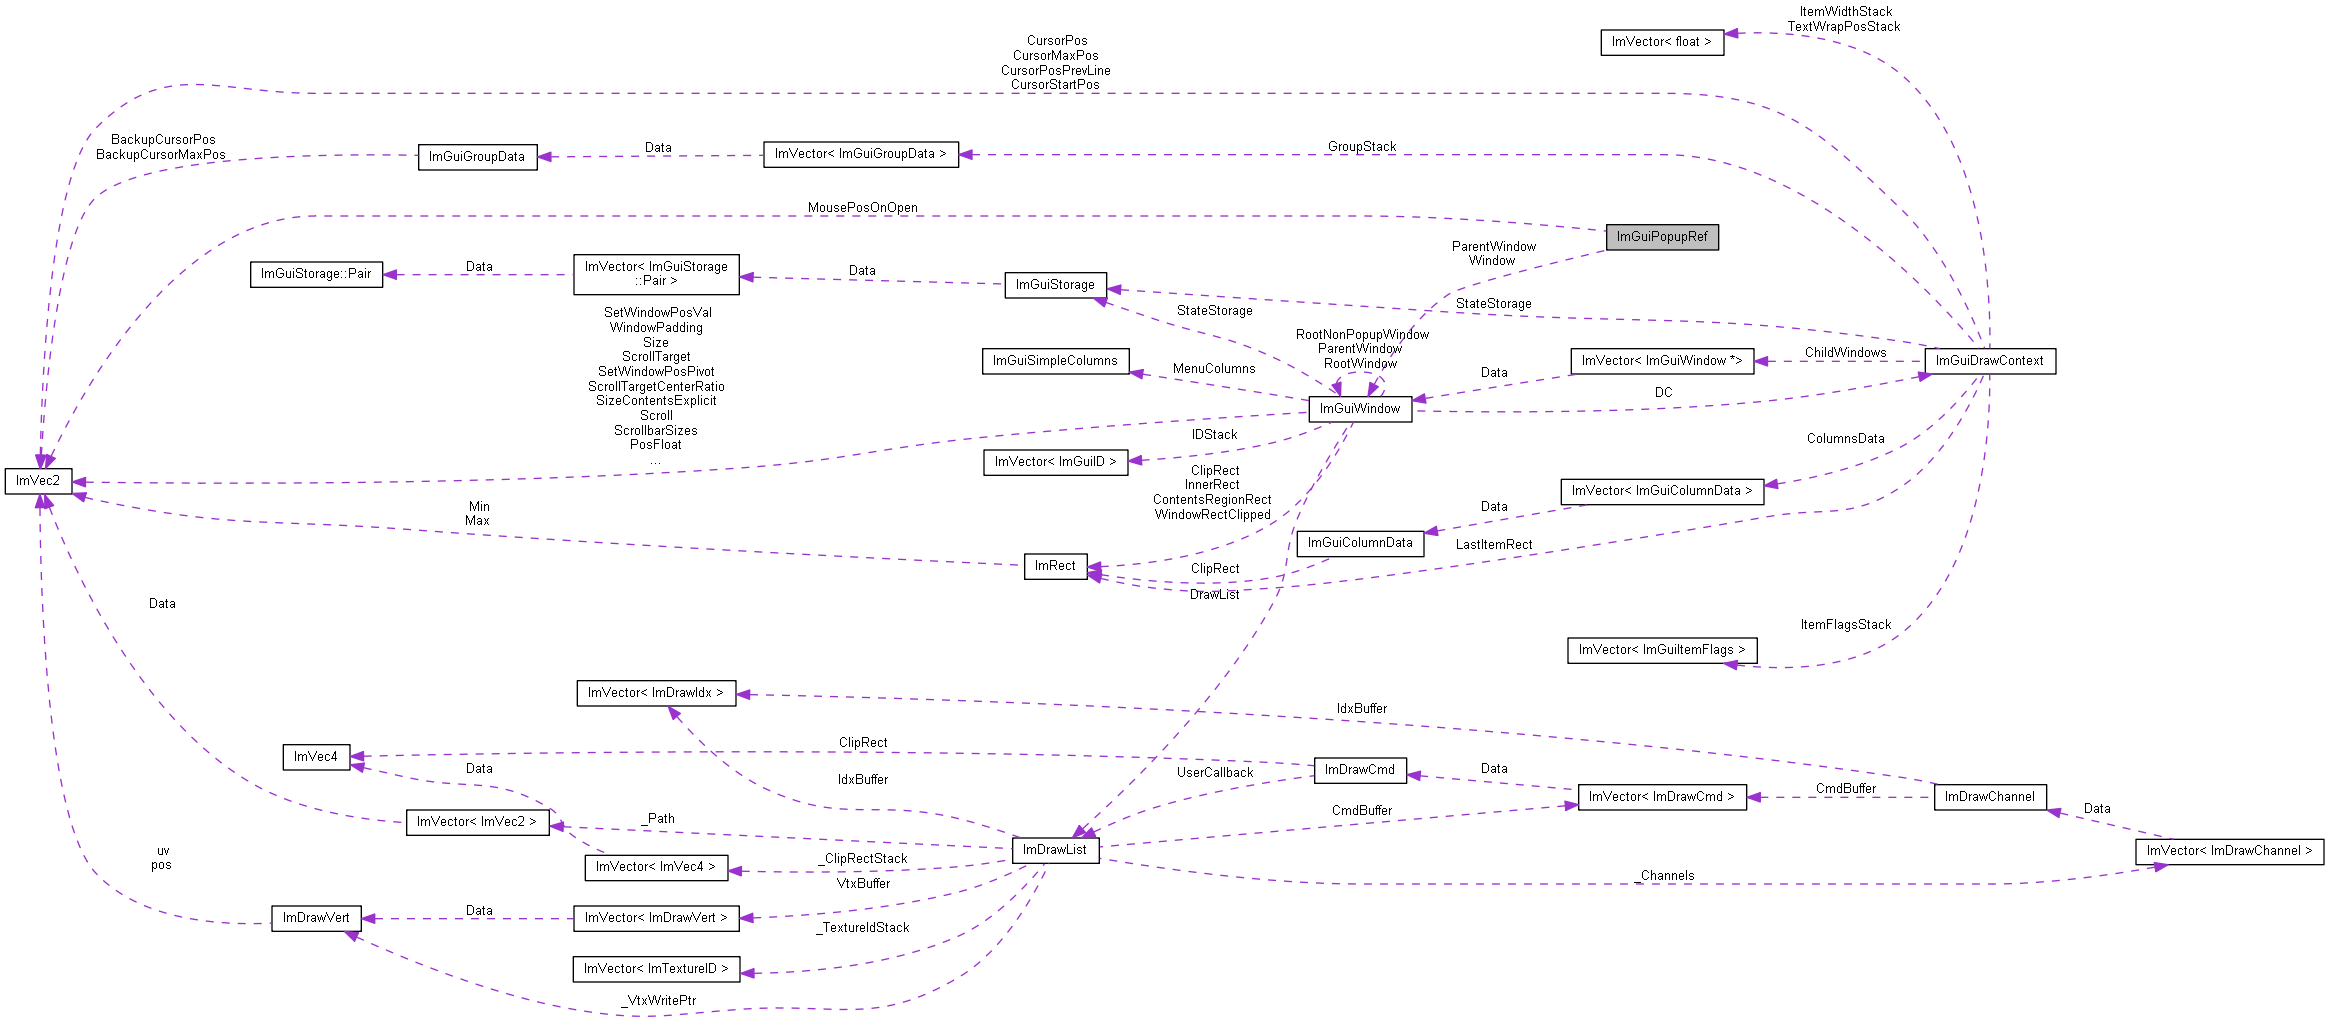 ItemWidthStack
TextWrapPosStack
ImVector< float >
CursorPos
CursorMaxPos
CursorPosPrevLine
CursorStartPos
BackupCursorPos
BackupCursorMaxPos
ImGuiGroupData
Data
ImVector< ImGuiGroupData >
GroupStack
MousePosOnOpen
ImGuiPopupRef
ParentWindow
Window
ImGuiStorage::Pair
Data
ImVector< ImGuiStorage
::Pair >
Data
ImGuiStorage
StateStorage
StateStorage
SetWindowPosVal
WindowPadding
Size
ScrollTarget
SetWindowPosPivot
ScrollTargetCenterRatio
SizeContentsExplicit
Scroll
ScrollbarSizes
PosFloat
...
RootNonPopupWindow
ParentWindow
RootWindow
ImGuiSimpleColumns
MenuColumns
ImGuiWindow
Data
ImVector< ImGuiWindow *>
ChildWindows
ImGuiDrawContext
DC
IDStack
ImVector< ImGuiID >
ColumnsData
ImVec2
ClipRect
InnerRect
ContentsRegionRect
WindowRectClipped
ImVector< ImGuiColumnData >
Data
Min
Max
ImGuiColumnData
LastItemRect
ImRect
ClipRect
DrawList
Data
ItemFlagsStack
ImVector< ImGuiItemFlags >
ImVector< ImDrawIdx >
IdxBuffer
ImVec4
ClipRect
Data
IdxBuffer
UserCallback
ImDrawCmd
Data
ImVector< ImDrawCmd >
CmdBuffer
ImDrawChannel
Data
CmdBuffer
ImVector< ImVec2 >
_Path
ImDrawList
ImVector< ImDrawChannel >
uv
pos
ImVector< ImVec4 >
_ClipRectStack
_Channels
VtxBuffer
ImDrawVert
Data
ImVector< ImDrawVert >
_TextureIdStack
ImVector< ImTextureID >
_VtxWritePtr